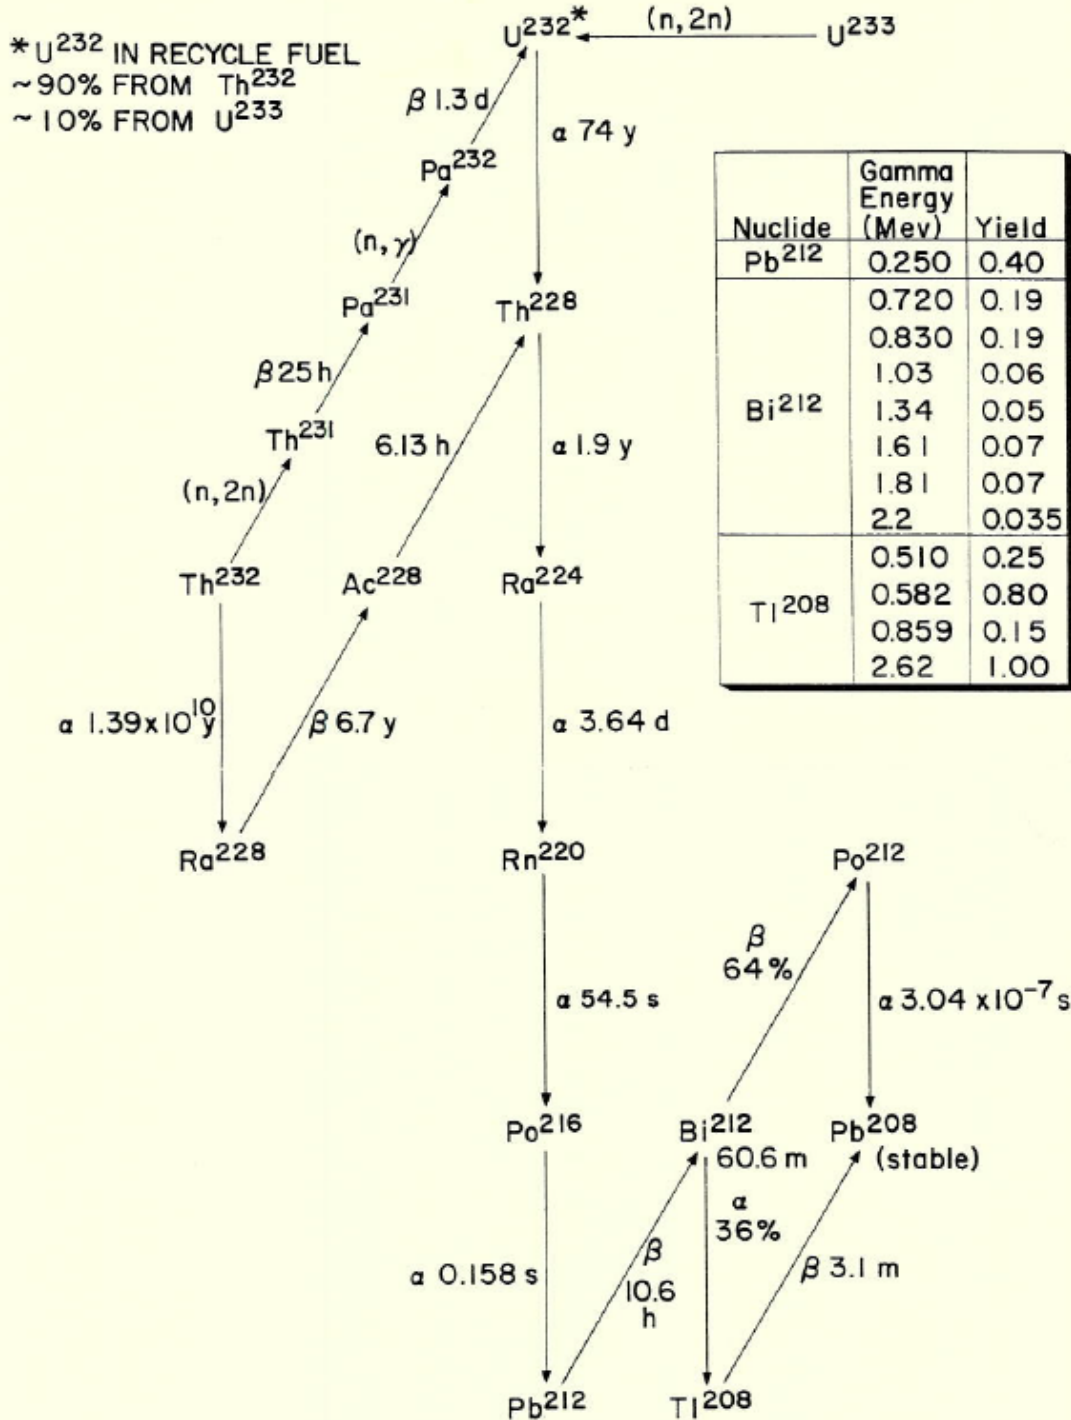 U²³²* (n, 2n) U²³³
*U²³² IN RECYCLE FUEL
~90% FROM Th²³²
~10% FROM U²³³
β 1.3 d
α 74 y
Pa²³²
(n, γ)
Pa²³¹
Th²²⁸
β 25 h
Th²³¹
6.13 h
α 1.9 y
(n, 2n)
Th²³² Ac²²⁸ Ra²²⁴
α 1.39x10¹⁰y
β 6.7 y
α 3.64 d
Ra²²⁸ Rn²²⁰ Po²¹²
β
64%
α 54.5 s
α 3.04 x10⁻⁷ s
Po²¹⁶ Bi²¹² Pb²⁰⁸
60.6 m (stable)
α
36%
α 0.158 s
β
10.6
h
β 3.1 m
Pb²¹² Tl²⁰⁸
Gamma
Energy
Nuclide (Mev) Yield
Pb²¹² 0.250 0.40
0.720 0.19
0.830 0.19
1.03 0.06
Bi²¹² 1.34 0.05
1.61 0.07
1.81 0.07
2.2 0.035
0.510 0.25
Tl²⁰⁸ 0.582 0.80
0.859 0.15
2.62 1.00